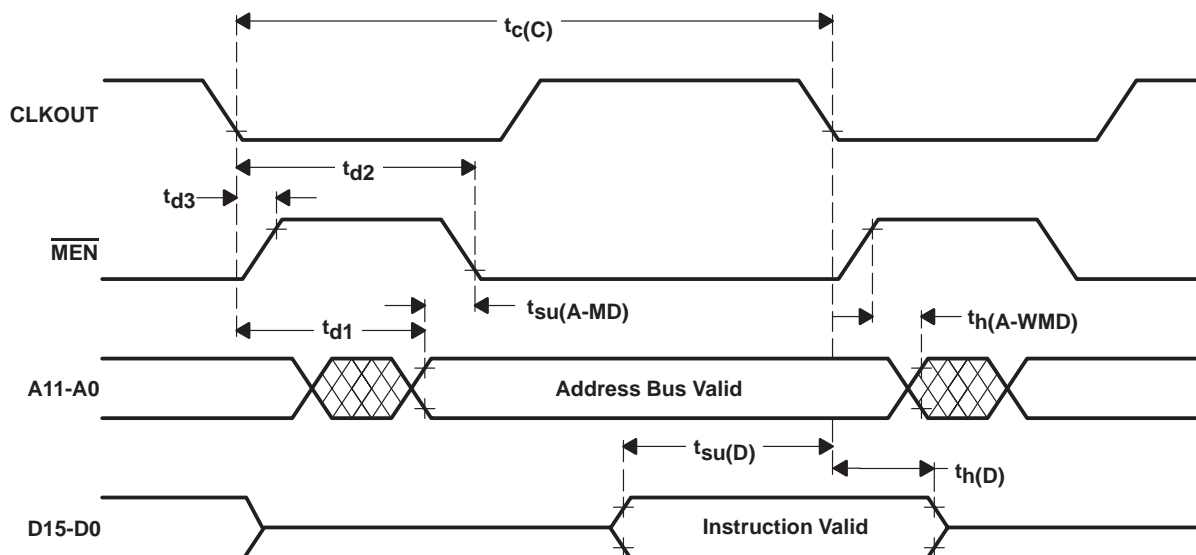 tc(C)
CLKOUT
td2
td3
MEN
tsu(A-MD)
td1
th(A-WMD)
A11-A0
Address Bus Valid
tsu(D)
th(D)
D15-D0
Instruction Valid